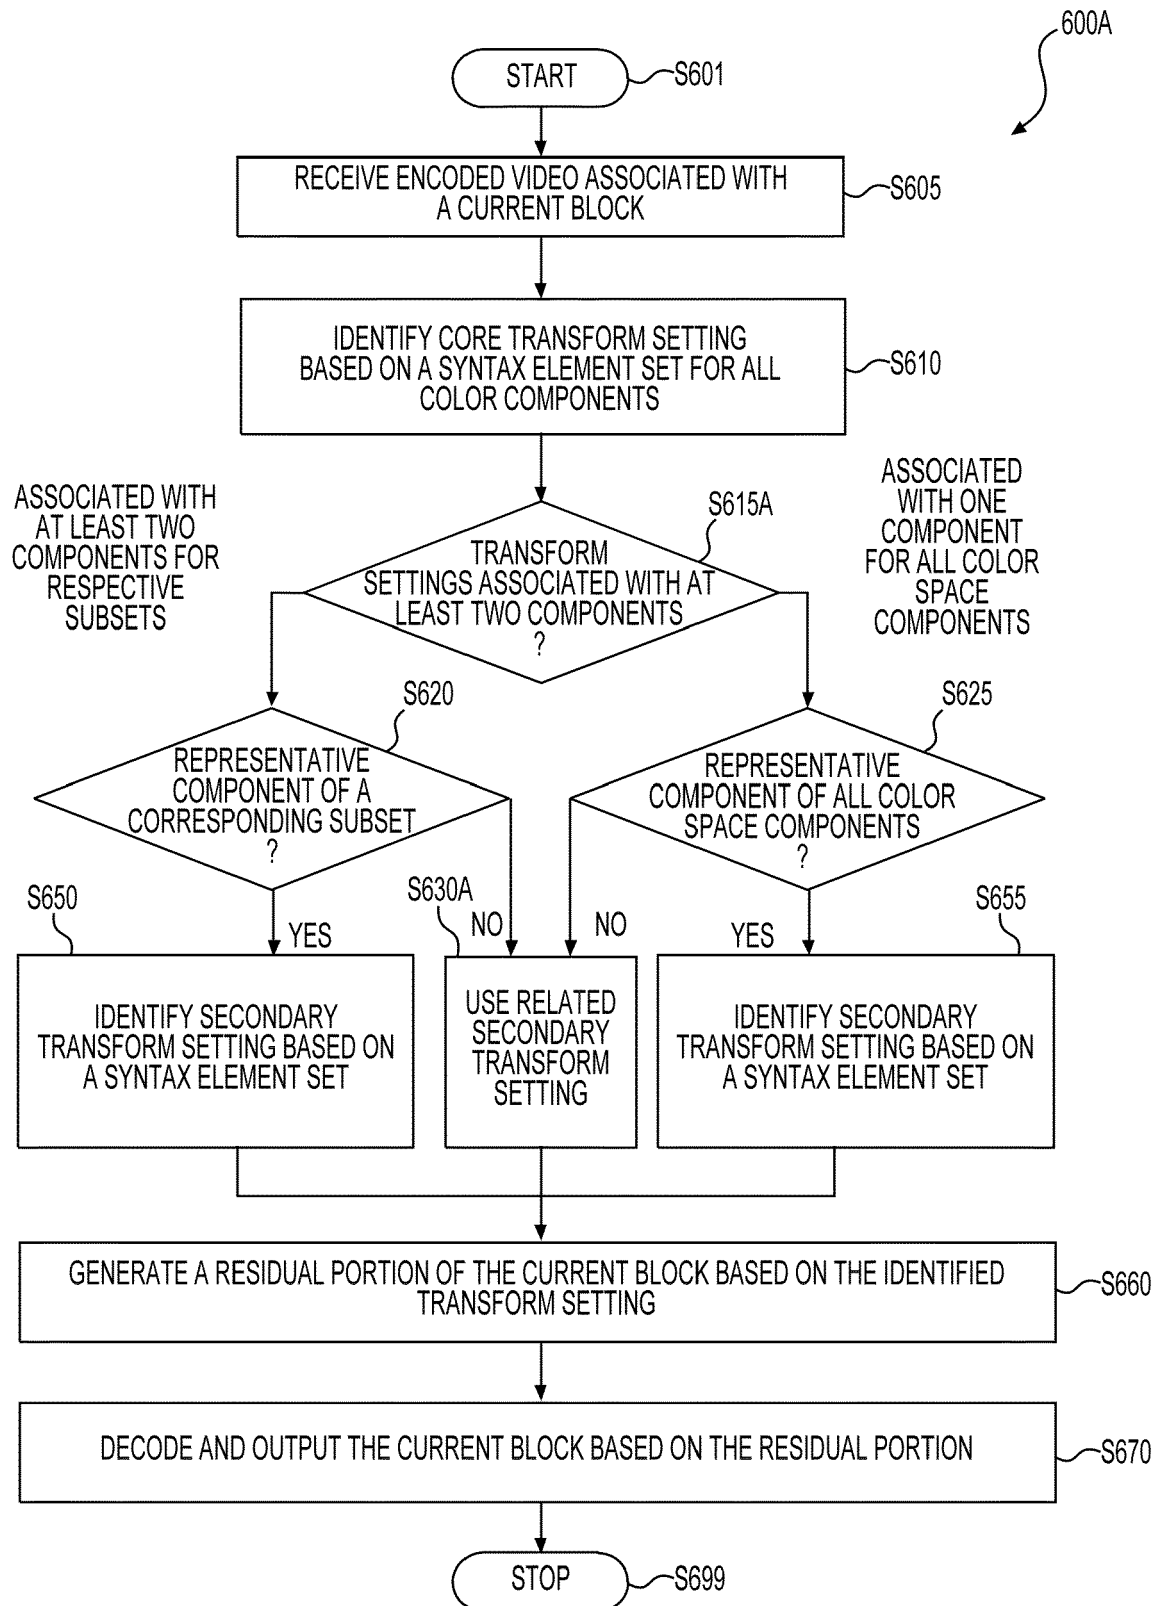 600A
START
S601
RECEIVE ENCODED VIDEO ASSOCIATED WITH
A CURRENT BLOCK
S605
IDENTIFY CORE TRANSFORM SETTING
BASED ON A SYNTAX ELEMENT SET FOR ALL
COLOR COMPONENTS
S610
ASSOCIATED WITH
AT LEAST TWO
COMPONENTS FOR
RESPECTIVE
SUBSETS
S615A
TRANSFORM
SETTINGS ASSOCIATED WITH AT
LEAST TWO COMPONENTS
?
ASSOCIATED
WITH ONE
COMPONENT
FOR ALL COLOR
SPACE
COMPONENTS
S620
REPRESENTATIVE
COMPONENT OF A
CORRESPONDING SUBSET
?
S625
REPRESENTATIVE
COMPONENT OF ALL COLOR
SPACE COMPONENTS
?
S650
YES
S630A
NO
NO
YES
S655
IDENTIFY SECONDARY
TRANSFORM SETTING BASED ON
A SYNTAX ELEMENT SET
USE RELATED
SECONDARY
TRANSFORM
SETTING
IDENTIFY SECONDARY
TRANSFORM SETTING BASED ON
A SYNTAX ELEMENT SET
GENERATE A RESIDUAL PORTION OF THE CURRENT BLOCK BASED ON THE IDENTIFIED
TRANSFORM SETTING
S660
DECODE AND OUTPUT THE CURRENT BLOCK BASED ON THE RESIDUAL PORTION
S670
STOP
S699